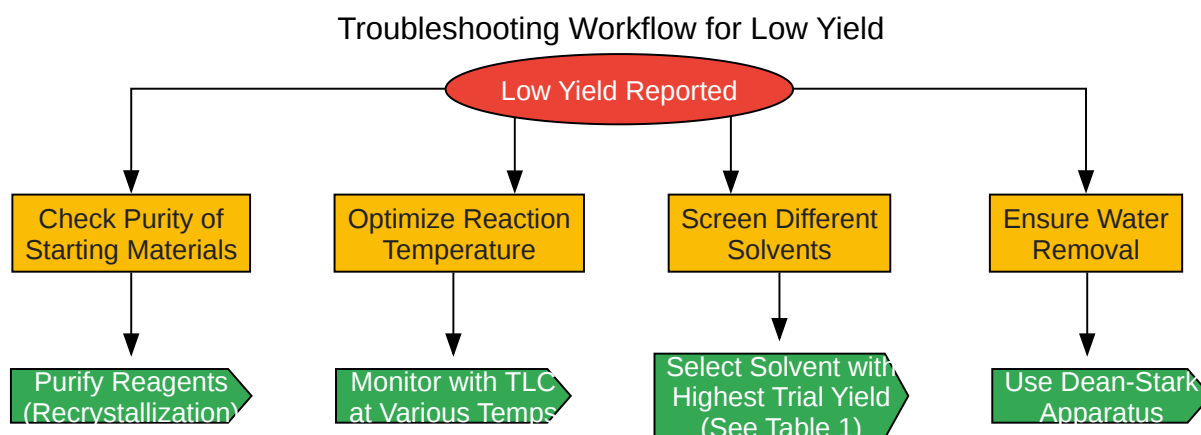 Troubleshooting Workflow for Low Yield
Low Yield Reported
Check Purity of
Starting Materials
Optimize Reaction
Temperature
Screen Different
Solvents
Ensure Water
Removal
Purify Reagents
(Recrystallization)
Monitor with TLC
at Various Temps
Select Solvent with
Highest Trial Yield
(See Table 1)
Use Dean-Stark
Apparatus